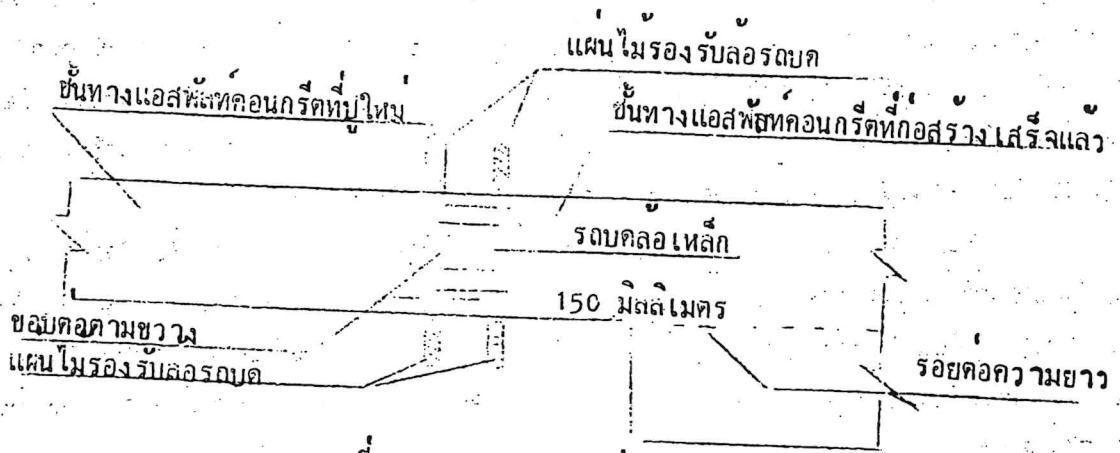 แผ่นไม้รองรับล้อรถบด
ชั้นทางแอสฟัลท์คอนกรีตที่ปูใหม่
ชั้นทางแอสฟัลท์คอนกรีตที่ก่อสร้างเสร็จแล้ว
รถบดล้อเหล็ก
150 มิลลิเมตร
ขอบต่อตามขวาง
แผ่นไม้รองรับล้อรถบด
รอยต่อความยาว